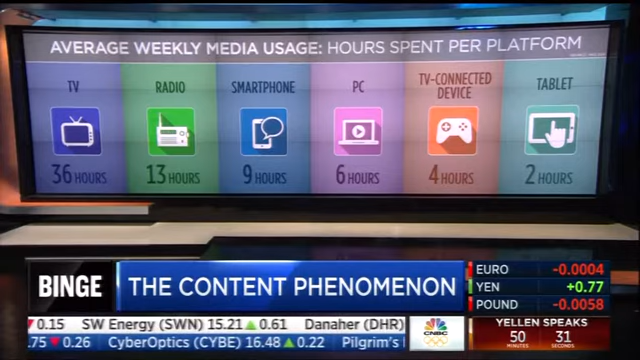 AVERAGE WEEKLY MEDIA USAGE: HOURS SPENT PER PLATFORM
TV
RADIO
SMARTPHONE
PC
TV-CONNECTED
DEVICE
TABLET
36 HOURS
13 HOURS
9 HOURS
6 HOURS
4 HOURS
2 HOURS
BINGE
THE CONTENT PHENOMENON
EURO -0.0004
YEN +0.77
POUND -0.0058
▼0.15 SW Energy (SWN) 15.21▲0.61 Danaher (DHR)
.75▼0.26 CyberOptics (CYBE) 16.48▲0.22 Pilgrim's
CNBC
YELLEN SPEAKS
50 31
MINUTES SECONDS